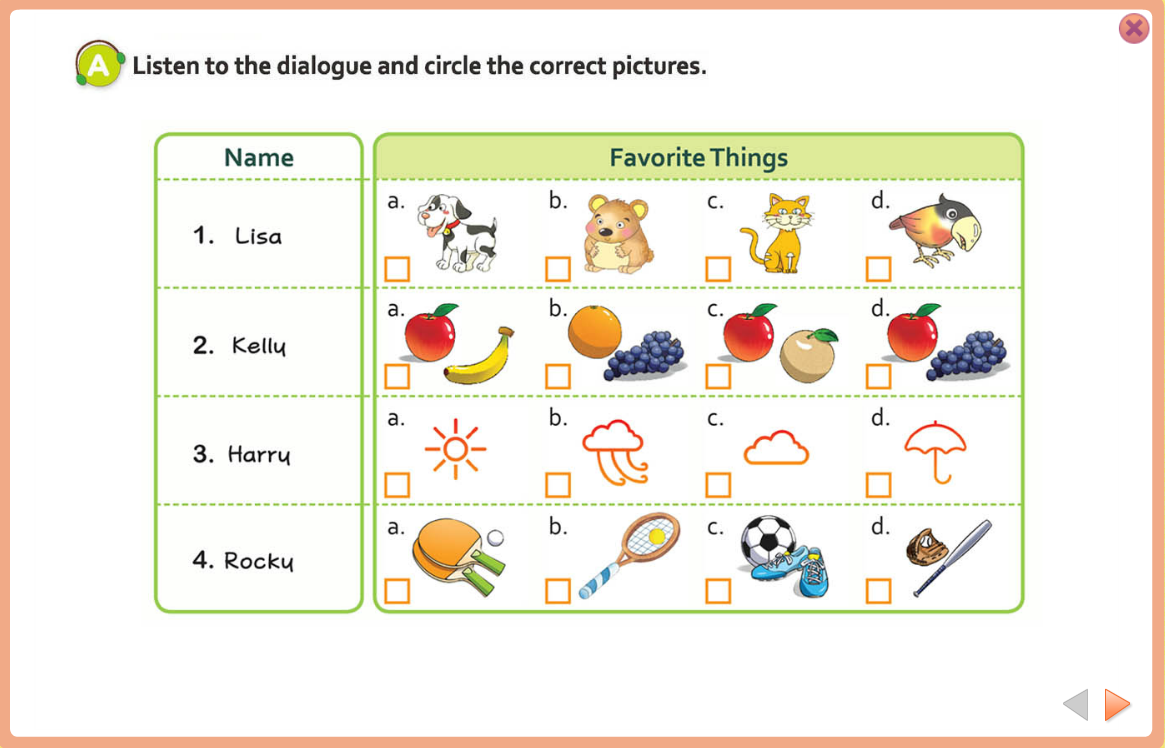 A Listen to the dialogue and circle the correct pictures.
Name Favorite Things
1. Lisa a. b. c. d.
2. Kelly a. b. c. d.
3. Harry a. b. c. d.
4. Rocky a. b. c. d.